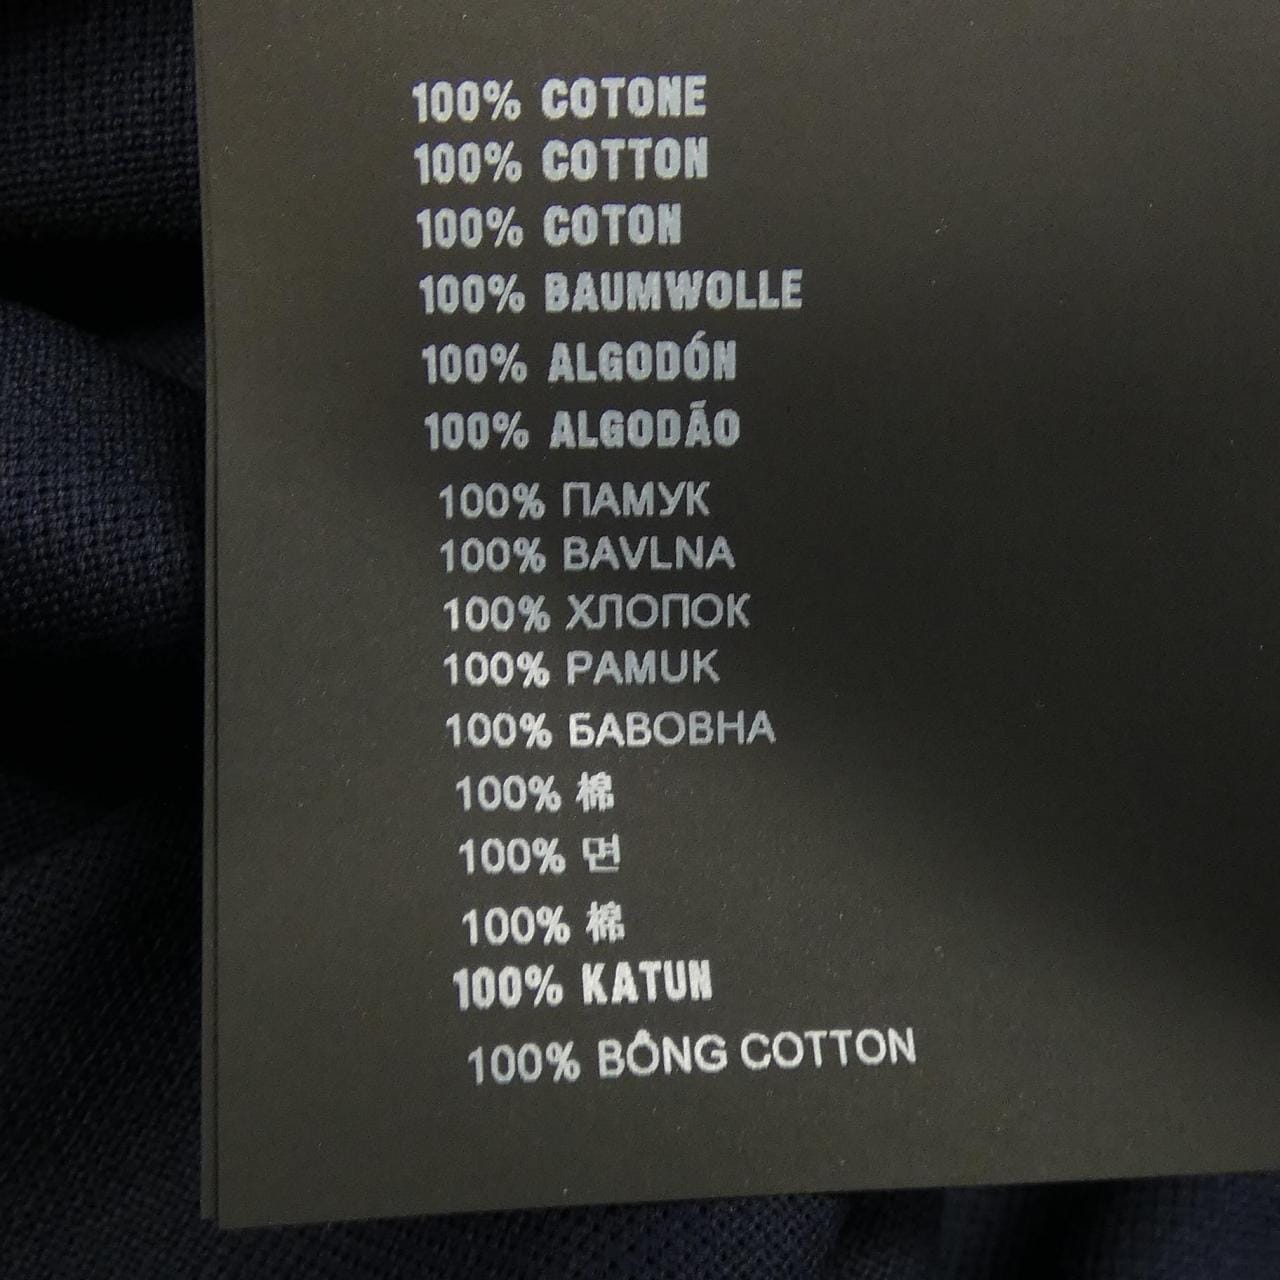 100% COTONE
100% COTTON
100% COTON
100% BAUMWOLLE
100% ALGODÓN
100% ALGODÃO
100% ПАМУК
100% BAVLNA
100% ХЛОПОК
100% PAMUK
100% БАВОВНА
100% 棉
100% 면
100% 棉
100% KATUN
100% BÔNG COTTON